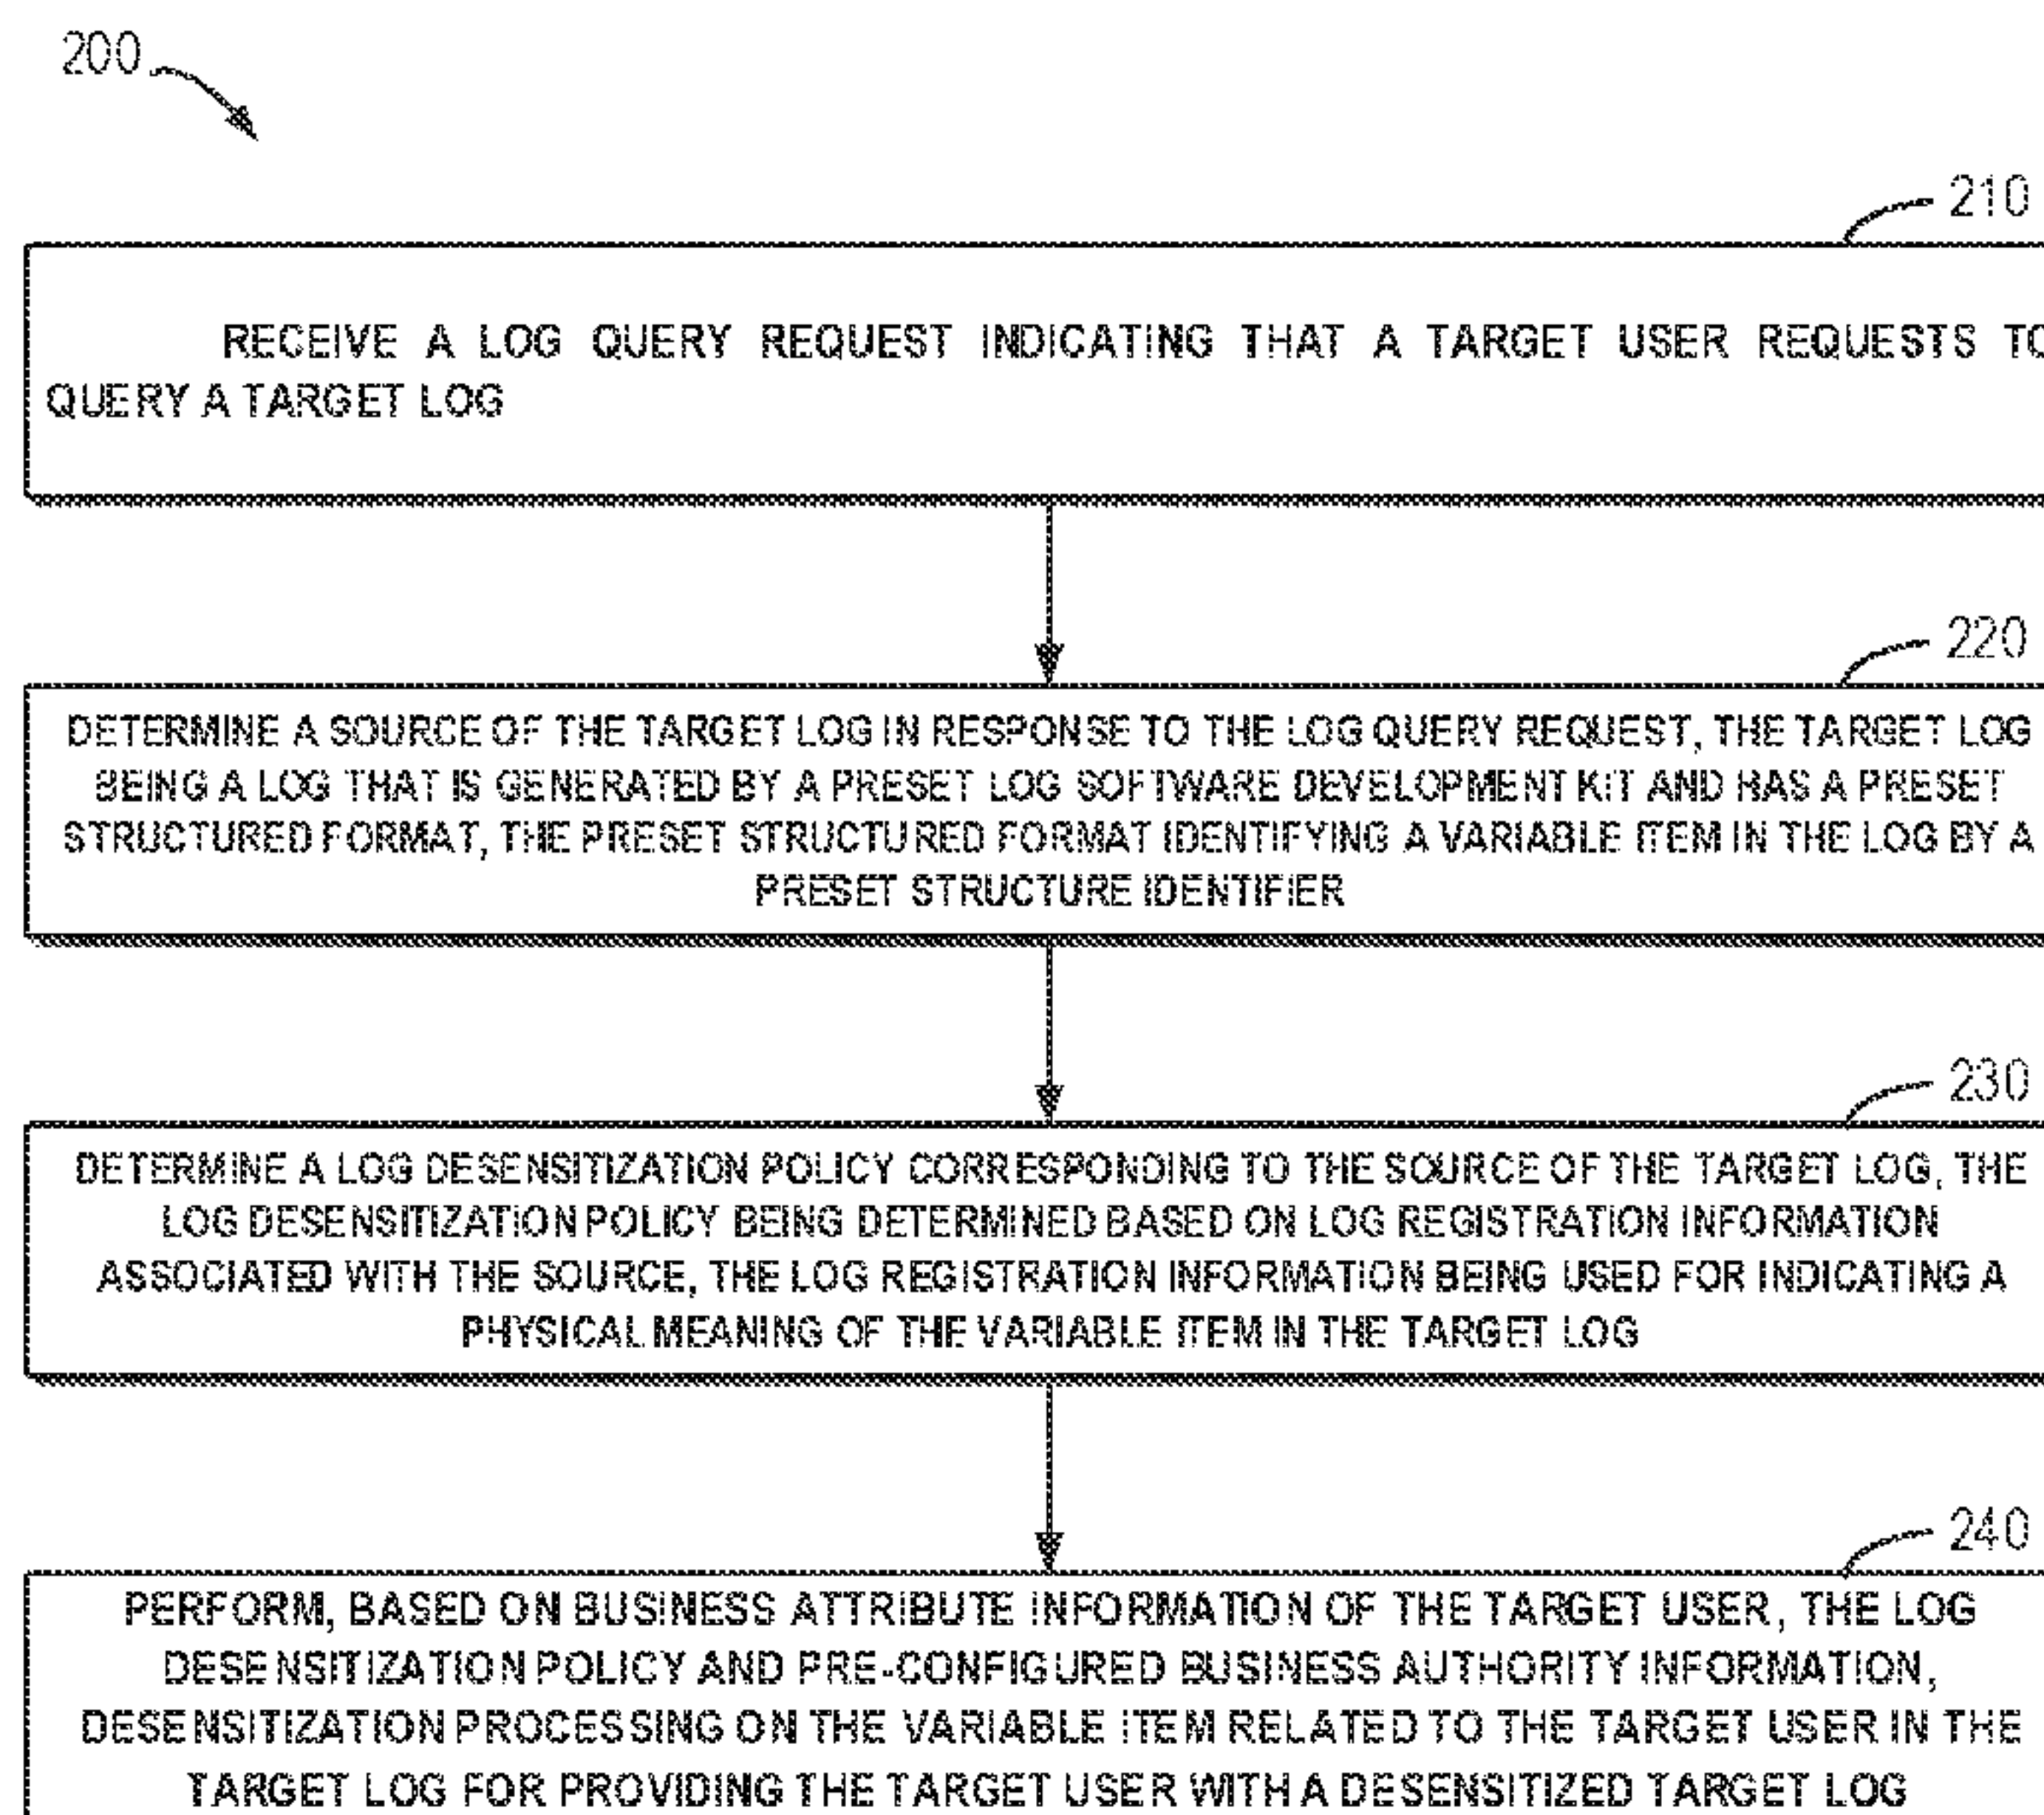 200
210
RECEIVE A LOG QUERY REQUEST INDICATING THAT A TARGET USER REQUESTS TO
QUERY A TARGET LOG
220
DETERMINE A SOURCE OF THE TARGET LOG IN RESPONSE TO THE LOG QUERY REQUEST, THE TARGET LOG
BEING A LOG THAT IS GENERATED BY A PRESET LOG SOFTWARE DEVELOPMENT KIT AND HAS A PRESET
STRUCTURED FORMAT, THE PRESET STRUCTURED FORMAT IDENTIFYING A VARIABLE ITEM IN THE LOG BY A
PRESET STRUCTURE IDENTIFIER
230
DETERMINE A LOG DESENSITIZATION POLICY CORRESPONDING TO THE SOURCE OF THE TARGET LOG, THE
LOG DESENSITIZATION POLICY BEING DETERMINED BASED ON LOG REGISTRATION INFORMATION
ASSOCIATED WITH THE SOURCE, THE LOG REGISTRATION INFORMATION BEING USED FOR INDICATING A
PHYSICAL MEANING OF THE VARIABLE ITEM IN THE TARGET LOG
240
PERFORM, BASED ON BUSINESS ATTRIBUTE INFORMATION OF THE TARGET USER, THE LOG
DESENSITIZATION POLICY AND PRE-CONFIGURED BUSINESS AUTHORITY INFORMATION,
DESENSITIZATION PROCESSING ON THE VARIABLE ITEM RELATED TO THE TARGET USER IN THE
TARGET LOG FOR PROVIDING THE TARGET USER WITH A DESENSITIZED TARGET LOG